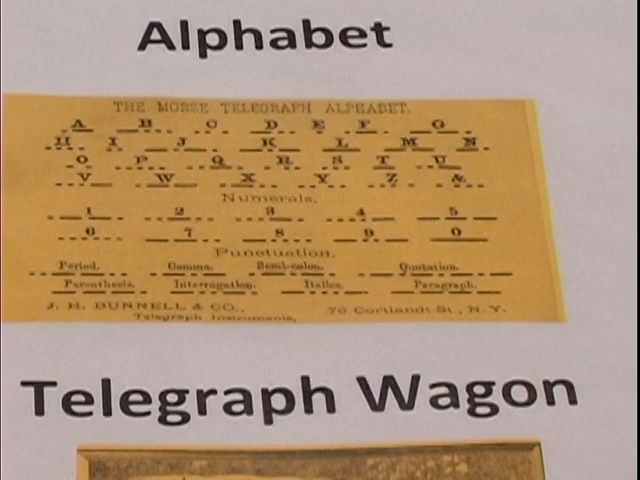 Alphabet
THE MORSE TELEGRAPH ALPHABET.
A B C D E F G
H I J K L M N
O P Q R S T U
V W X Y Z &
Numerals.
1 2 3 4 5
6 7 8 9 0
Punctuation.
Period. Comma. Semi-colon. Quotation.
Parenthesis. Interrogation. Italics. Paragraph.
J. H. BUNNELL & CO., 76 Cortlandt St., N. Y.
Telegraph Instruments,
Telegraph Wagon